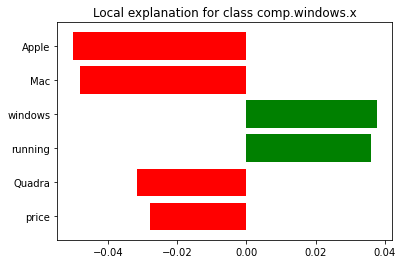 Local explanation for class comp.windows.x
Apple
Mac
windows
running
Quadra
price
−0.04 −0.02 0.00 0.02 0.04